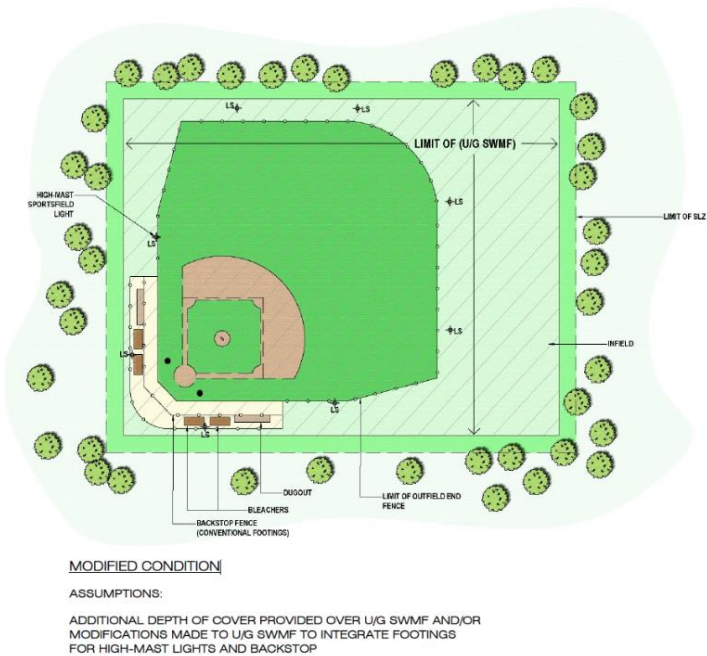 LS
LS
LIMIT OF (U/G SWMF)
HIGH-MAST
SPORTSFIELD
LIGHT
LS
LS
LIMIT OF SLZ
LS
INFIELD
LS
LS
LS
DUGOUT
LIMIT OF OUTFIELD END
FENCE
BLEACHERS
BACKSTOP FENCE
(CONVENTIONAL FOOTINGS)
MODIFIED CONDITION
ASSUMPTIONS:
ADDITIONAL DEPTH OF COVER PROVIDED OVER U/G SWMF AND/OR
MODIFICATIONS MADE TO U/G SWMF TO INTEGRATE FOOTINGS
FOR HIGH-MAST LIGHTS AND BACKSTOP